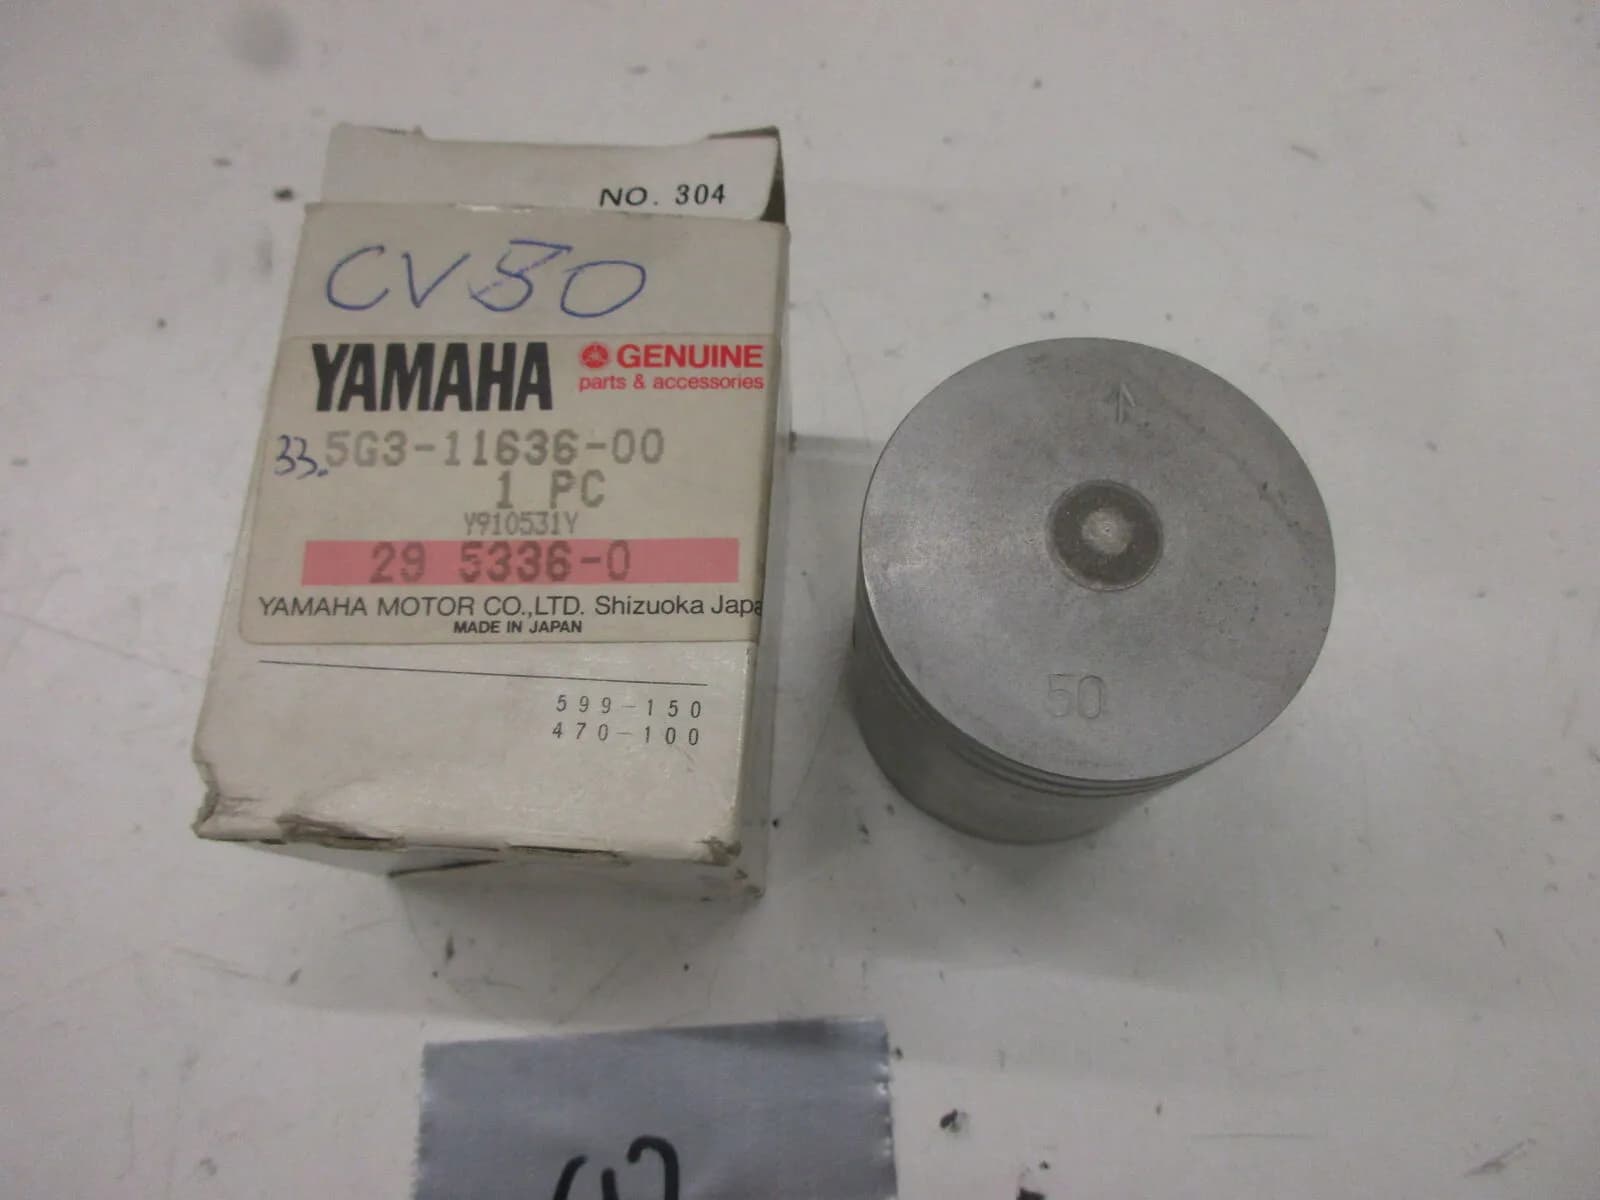 NO. 304
CV50
YAMAHA GENUINE
parts & accessories
33. 5G3-11636-00
1 PC
Y910531Y
29 5336-0
YAMAHA MOTOR CO.,LTD. Shizuoka Japa
MADE IN JAPAN
599-150
470-100
50